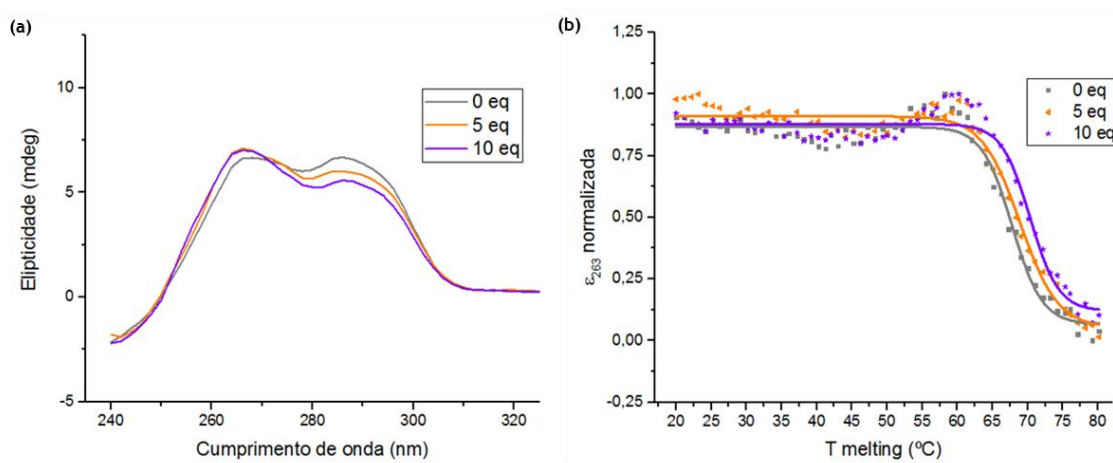 (a)
10
5
0
-5
240
260
280
300
320
Elipticidade (mdeg)
Cumprimento de onda (nm)
0 eq
5 eq
10 eq
(b)
1,25
1,00
0,75
0,50
0,25
0,00
-0,25
20 25 30 35 40 45 50 55 60 65 70 75 80
ε263 normalizada
T melting (ºC)
0 eq
5 eq
10 eq